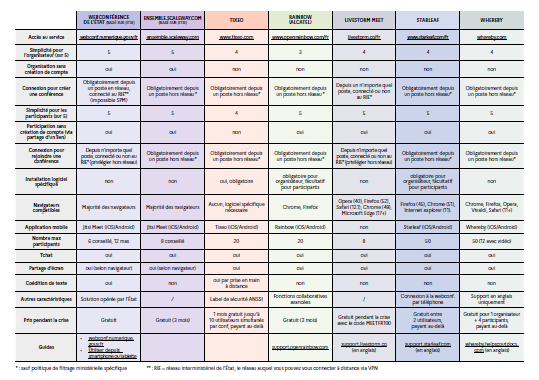 WEBCONFÉRENCE DE L'ÉTAT (BASÉ SUR JITSI) ENSEMBLE.SCALEWAY.COM (BASÉ SUR JITSI) TIXEO RAINBOW (ALCATEL) LIVESTORM MEET STARLEAF WHEREBY
Accès au service webconf.numerique.gouv.fr ensemble.scaleway.com www.tixeo.com www.openrainbow.com/fr livestorm.co/fr www.starleaf.com/fr whereby.com
Simplicité pour l'organisateur (sur 5) 5 5 4 3 4 4 4
Organisation sans création de compte oui oui non non non non non
Connexion pour créer une conférence Obligatoirement depuis un poste en réseau, connecté au RIE** (impossible SPM) Obligatoirement depuis un poste hors réseau* Obligatoirement depuis un poste hors réseau* Obligatoirement depuis un poste hors réseau* Depuis un n'importe quel poste, connecté ou non au RIE* Obligatoirement depuis un poste hors réseau* Obligatoirement depuis un poste hors réseau*
Simplicité pour les participants (sur 5) 5 5 4 5 5 5 5
Participation sans création de compte (via partage d'un lien) oui oui non oui oui oui oui
Connexion pour rejoindre une conférence Depuis n'importe quel poste, connecté ou non au RIE* (privilégier hors réseau) Obligatoirement depuis un poste hors réseau* Obligatoirement depuis un poste hors réseau* Obligatoirement depuis un poste hors réseau* Depuis n'importe quel poste, connecté ou non au RIE* (privilégier hors réseau) Obligatoirement depuis un poste hors réseau* Obligatoirement depuis un poste hors réseau*
Installation logiciel spécifique non non oui, obligatoire obligatoire pour organisateur, facultatif pour participants non obligatoire pour organisateur, facultatif pour participants non
Navigateurs compatibles Majorité des navigateurs Majorité des navigateurs Aucun, logiciel spécifique nécessaire Chrome, Firefox Opera (40), Firefox (52), Safari (12.1), Chrome (49), Microsoft Edge (17+) Firefox (45), Chrome (51), Internet explorer (11) Chrome, Firefox, Opera, Vivaldi, Safari (11+)
Application mobile Jitsi Meet (iOS/Android) Jitsi Meet (iOS/Android) Tixeo (iOS/Android) Rainbow (iOS/Android) non Starleaf (iOS/Android) Whereby (iOS/Android)
Nombre max participants 6 conseillé, 12 max 8 conseillé 20 20 8 50 50 (12 avec vidéo)
Tchat oui oui oui oui oui oui oui
Partage d'écran oui (selon navigateur) oui (selon navigateur) oui oui oui oui oui
Coédition de texte oui non oui par prise en main à distance non non non non
Autres caractéristiques Solution opérée par l'État / Label de sécurité ANSSI Fonctions collaboratives avancées / Connexion à la webconf. par téléphone Support en anglais uniquement
Prix pendant la crise Gratuit Gratuit (3 mois) 1 mois gratuit jusqu'à 10 utilisateurs simultanés par conf, payant au-delà Gratuit (3 mois) Gratuit pendant la crise avec le code MEETER100 Gratuit entre 2 utilisateurs, payant au-delà Gratuit pour l'organisateur + 4 participants, payant au-delà
Guides • webconf.numerique.gouv.fr • Utiliser depuis smartphone ou tablette support.openrainbow.com support.livestorm.co (en anglais) support.starleaf.com (en anglais) whereby.helpscoutdocs.com (en anglais)
* : sauf politique de filtrage ministérielle spécifique ** : RIE = réseau interministériel de l'État, le réseau auquel vous pouvez vous connecter à distance via VPN